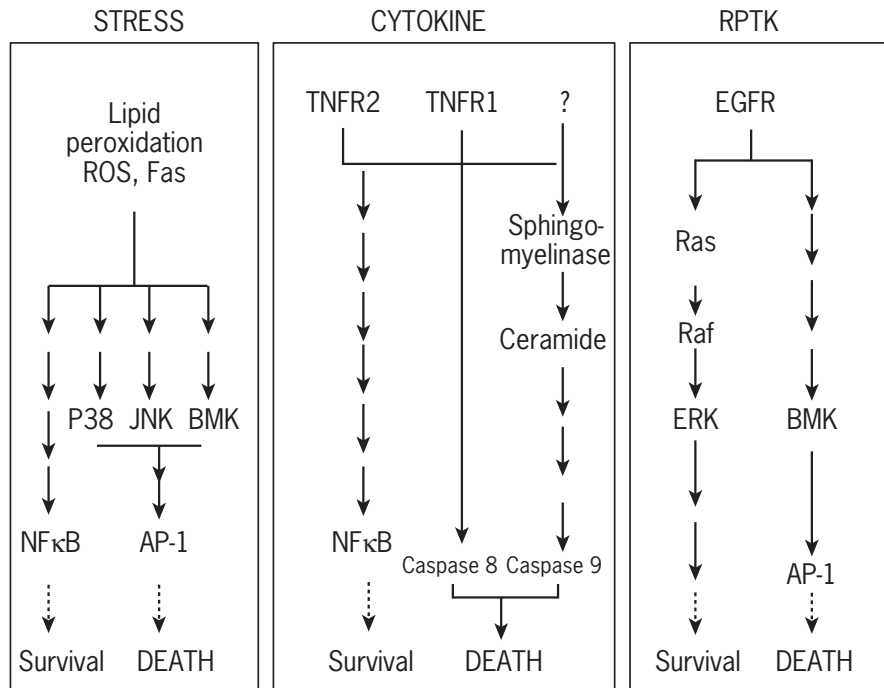 STRESS
CYTOKINE
RPTK
Lipid
peroxidation
ROS, Fas
P38 JNK BMK
NFκB AP-1
Survival DEATH
TNFR2 TNFR1 ?
Sphingo-
myelinase
Ceramide
NFκB
Caspase 8 Caspase 9
Survival DEATH
EGFR
Ras
Raf
ERK BMK
AP-1
Survival DEATH